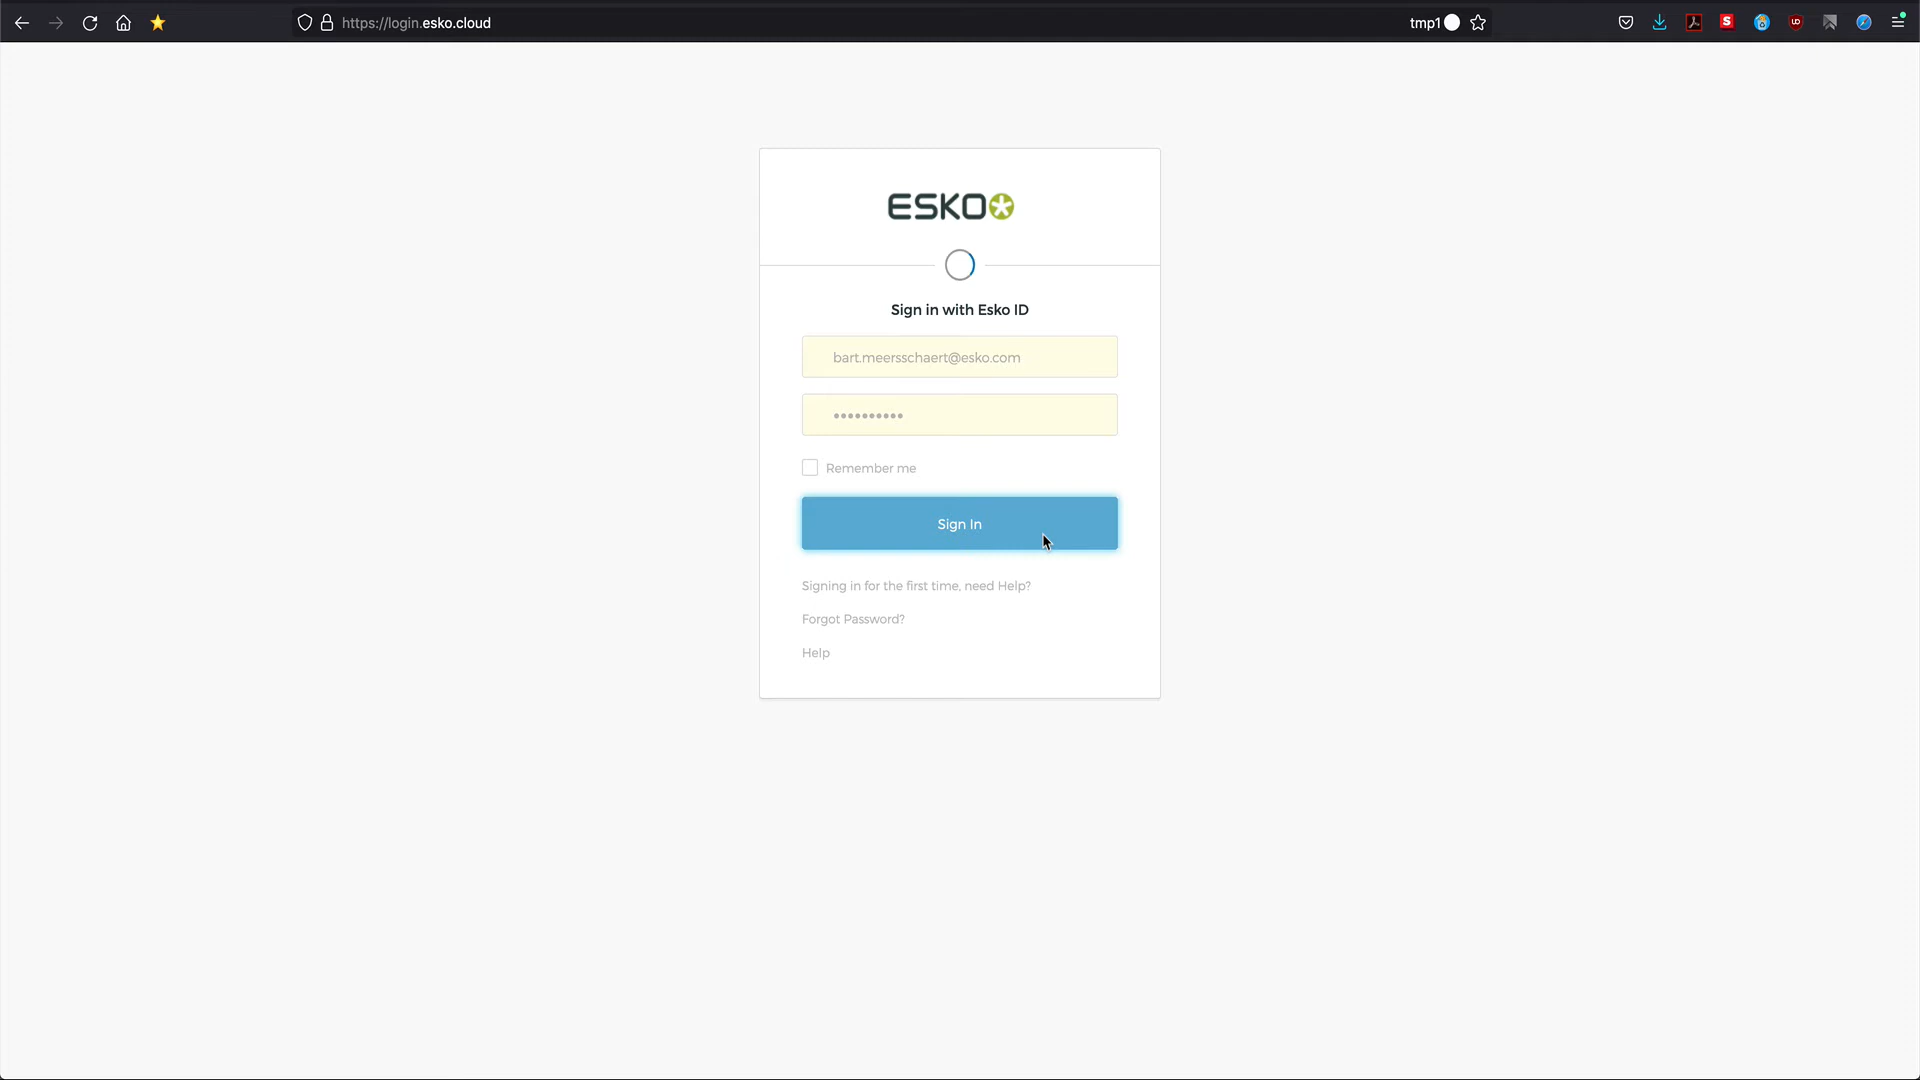 https://login.esko.cloud
tmp1
ESKO
Sign in with Esko ID
bart.meersschaert@esko.com
••••••••••
Remember me
Sign In
Signing in for the first time, need Help?
Forgot Password?
Help